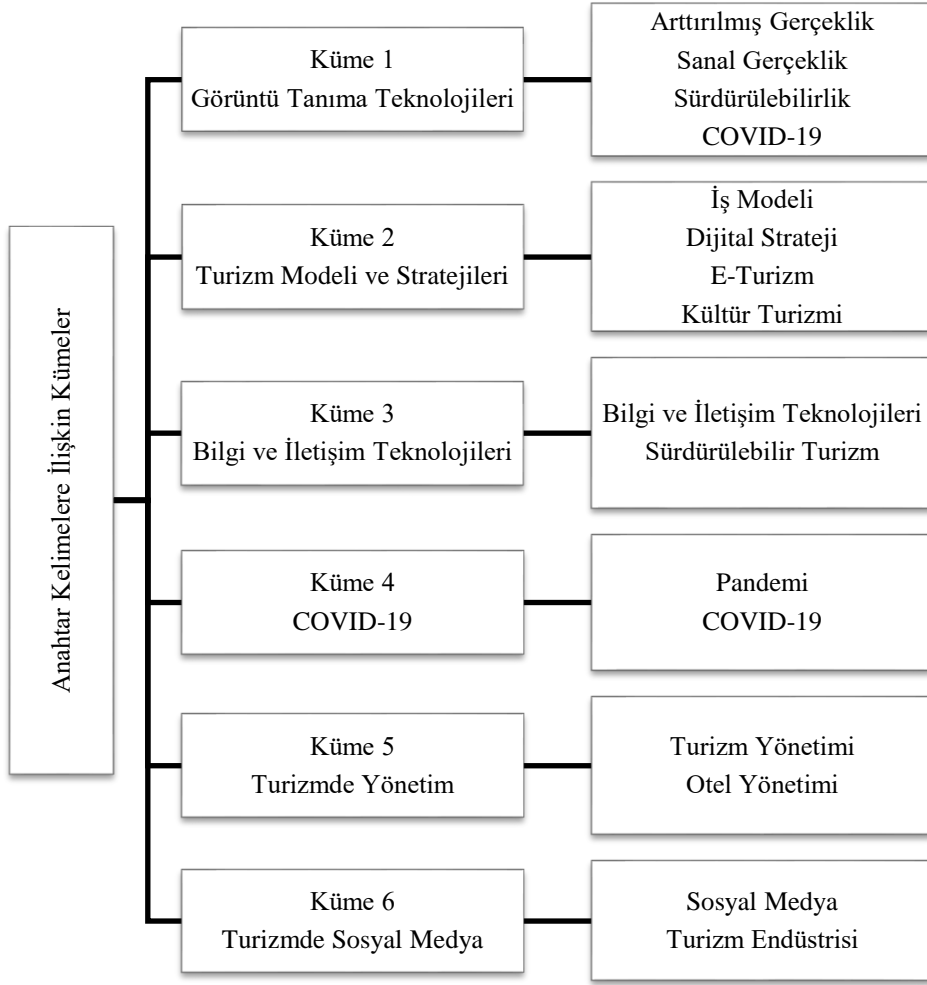 Anahtar Kelimelere İlişkin Kümeler
Küme 1
Görüntü Tanıma Teknolojileri
Arttırılmış Gerçeklik
Sanal Gerçeklik
Sürdürülebilirlik
COVID-19
Küme 2
Turizm Modeli ve Stratejileri
İş Modeli
Dijital Strateji
E-Turizm
Kültür Turizmi
Küme 3
Bilgi ve İletişim Teknolojileri
Bilgi ve İletişim Teknolojileri
Sürdürülebilir Turizm
Küme 4
COVID-19
Pandemi
COVID-19
Küme 5
Turizmde Yönetim
Turizm Yönetimi
Otel Yönetimi
Küme 6
Turizmde Sosyal Medya
Sosyal Medya
Turizm Endüstrisi